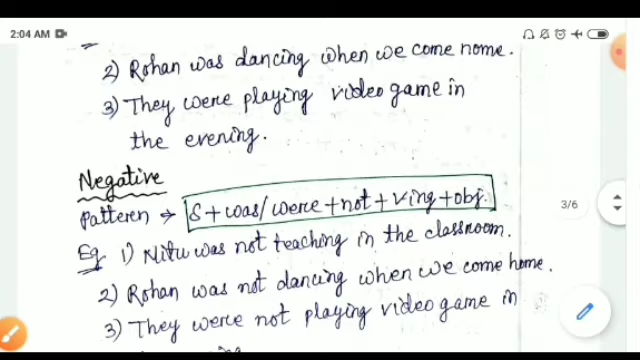 2:04 AM
2) Rohan was dancing when we come home.
3) They were playing video game in
the evening.
Negative
Patteren → S+was/were+not+Ving+obj.
3/6
Eg 1) Nitu was not teaching in the classroom.
2) Rohan was not dancing when we come home.
3) They were not playing video game in